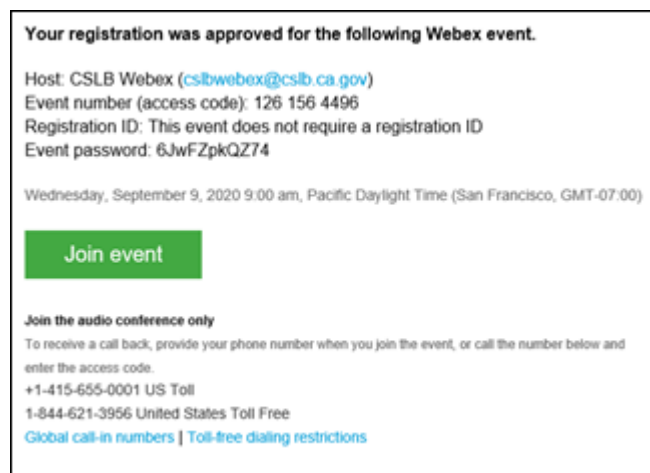 Your registration was approved for the following Webex event.
Host: CSLB Webex (cslbwebex@cslb.ca.gov)
Event number (access code): 126 156 4496
Registration ID: This event does not require a registration ID
Event password: 6JwFZpkQZ74
Wednesday, September 9, 2020 9:00 am, Pacific Daylight Time (San Francisco, GMT-07:00)
Join event
Join the audio conference only
To receive a call back, provide your phone number when you join the event, or call the number below and
enter the access code.
+1-415-655-0001 US Toll
1-844-621-3956 United States Toll Free
Global call-in numbers | Toll-free dialing restrictions